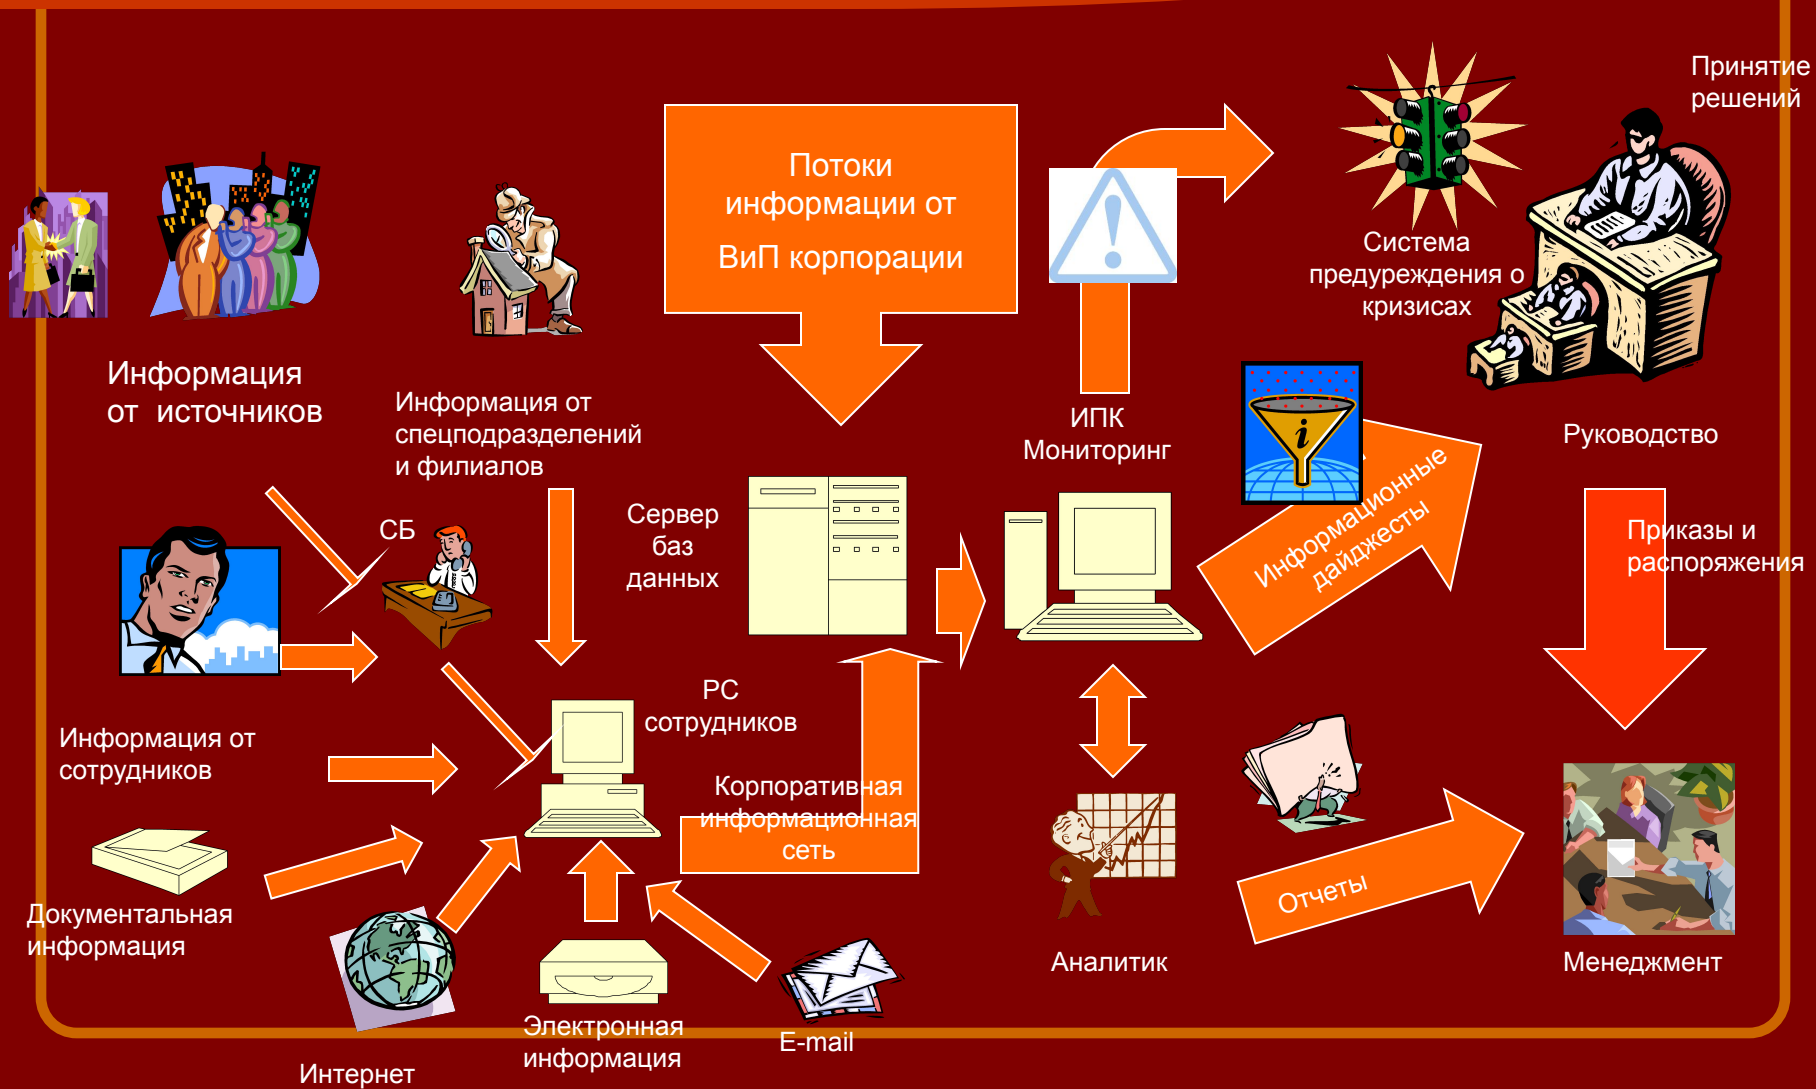 Принятие
решений
Потоки
информации от
ВиП корпорации
Система
предуреждения о
кризисах
Информация
от источников
Информация от
спецподразделений
и филиалов
ИПК
Мониторинг
Руководство
СБ
Сервер
баз
данных
Информационные
дайджесты
Приказы и
распоряжения
PC
сотрудников
Информация от
сотрудников
Корпоративная
информационная
сеть
Отчеты
Документальная
информация
Аналитик
Менеджмент
Электронная
информация
E-mail
Интернет